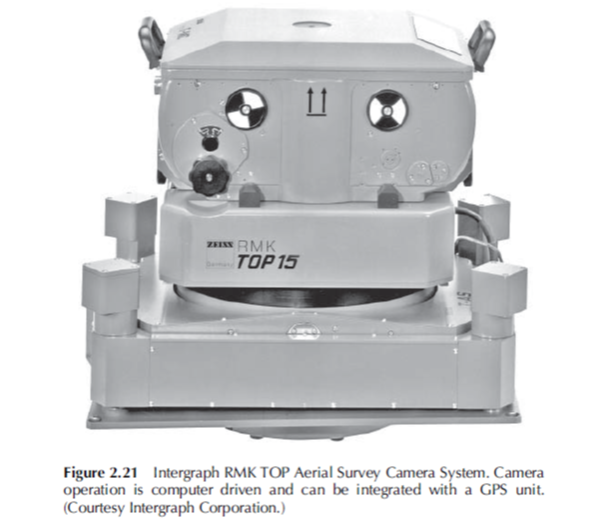 ZEISS RMK
TOP 15
Figure 2.21 Intergraph RMK TOP Aerial Survey Camera System. Camera
operation is computer driven and can be integrated with a GPS unit.
(Courtesy Intergraph Corporation.)